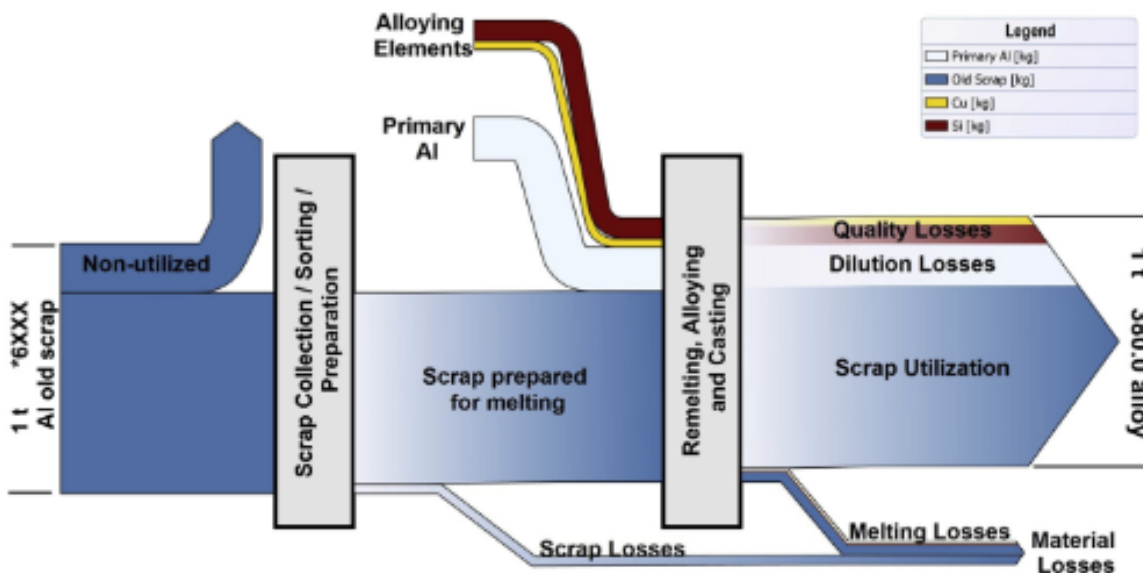 Alloying
Elements
Primary
Al
Legend
Primary Al [kg]
Old Scrap [kg]
Cu [kg]
Si [kg]
Non-utilized
1 t *6XXX
Al old scrap
Scrap Collection / Sorting /
Preparation
Scrap prepared
for melting
Remelting, Alloying
and Casting
Quality Losses
Dilution Losses
Scrap Utilization
1 t 380.0 alloy
Scrap Losses
Melting Losses
Material
Losses